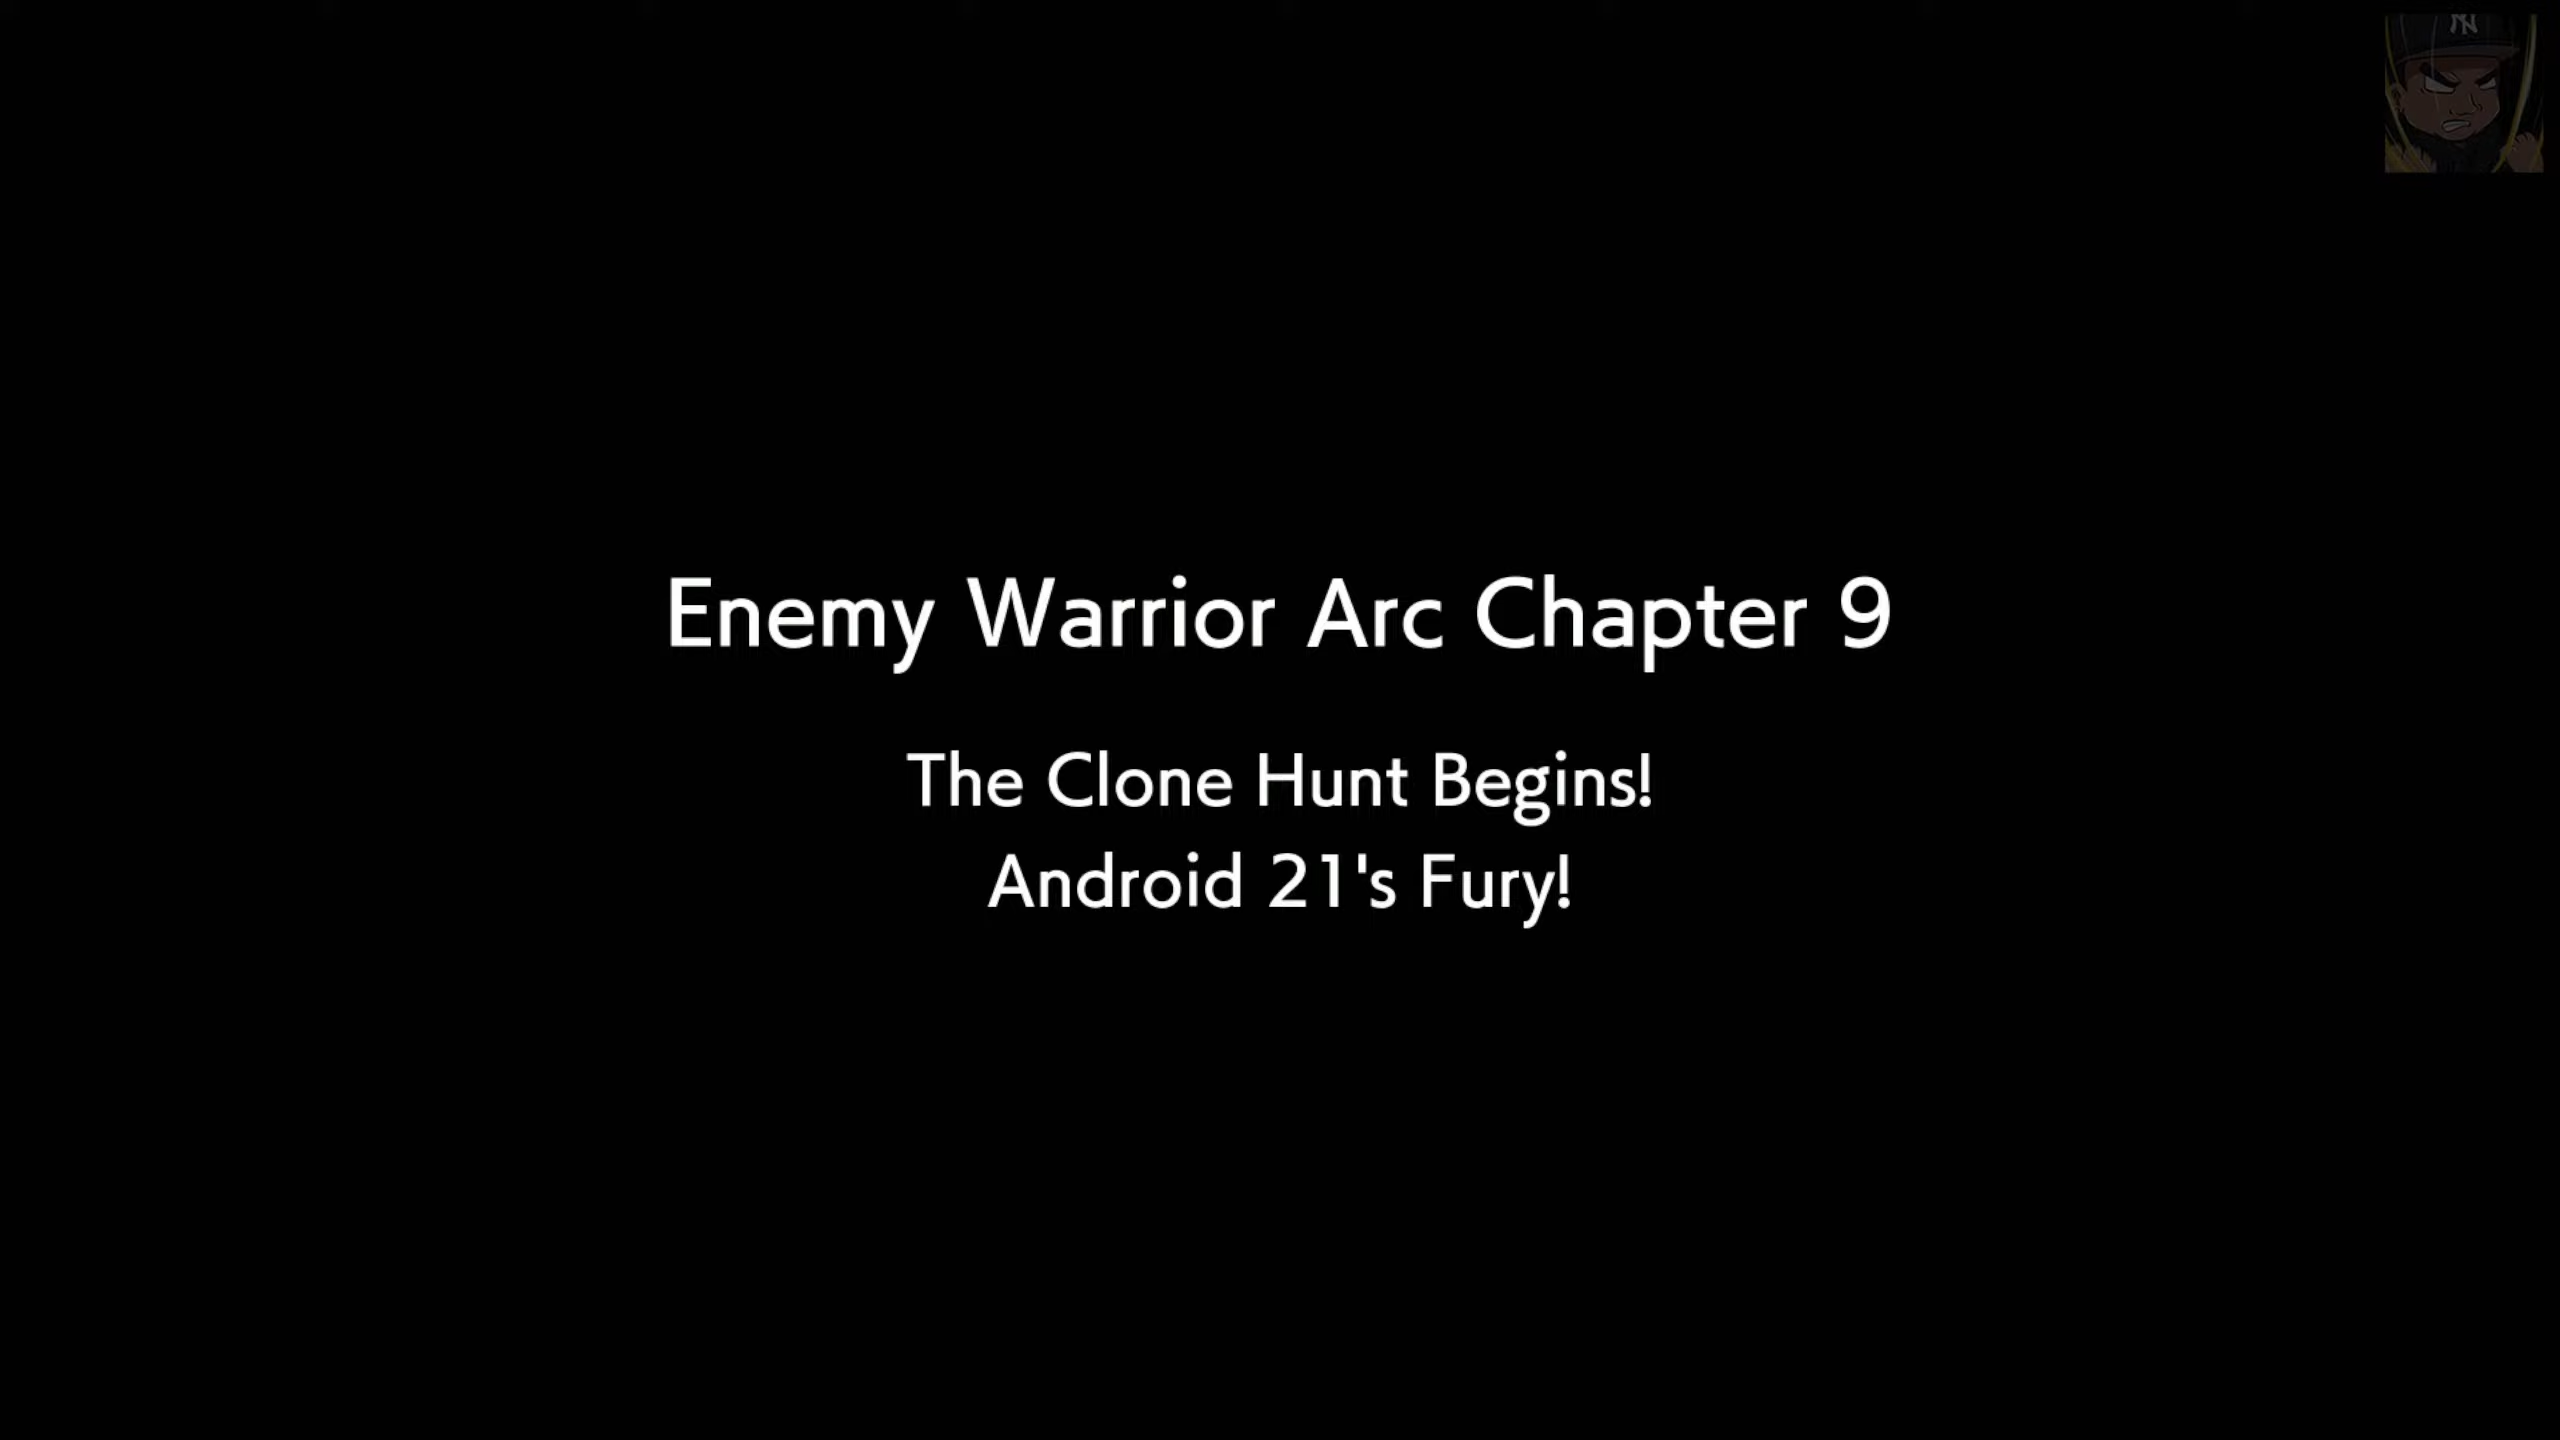 Enemy Warrior Arc Chapter 9
The Clone Hunt Begins!
Android 21's Fury!